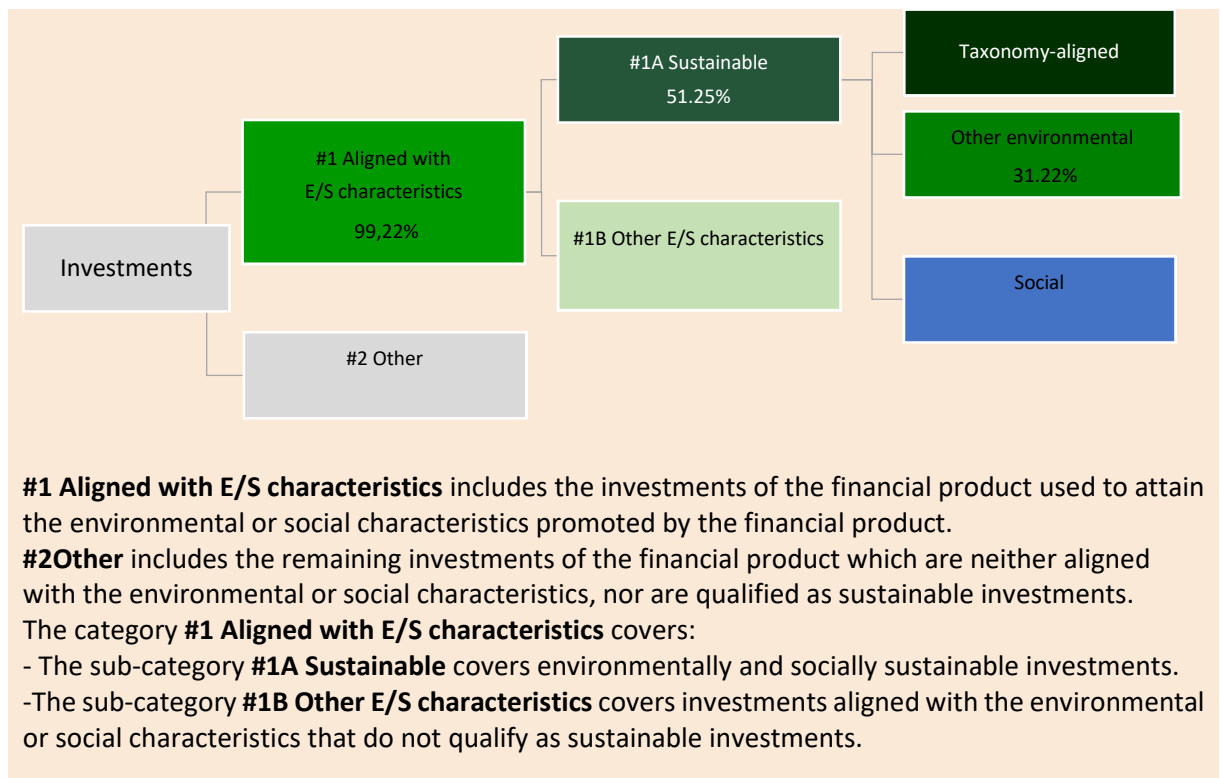 Investments
#1 Aligned with
E/S characteristics
99,22%
#2 Other
#1A Sustainable
51.25%
#1B Other E/S characteristics
Taxonomy-aligned
Other environmental
31.22%
Social
#1 Aligned with E/S characteristics includes the investments of the financial product used to attain
the environmental or social characteristics promoted by the financial product.
#2Other includes the remaining investments of the financial product which are neither aligned
with the environmental or social characteristics, nor are qualified as sustainable investments.
The category #1 Aligned with E/S characteristics covers:
- The sub-category #1A Sustainable covers environmentally and socially sustainable investments.
-The sub-category #1B Other E/S characteristics covers investments aligned with the environmental
or social characteristics that do not qualify as sustainable investments.